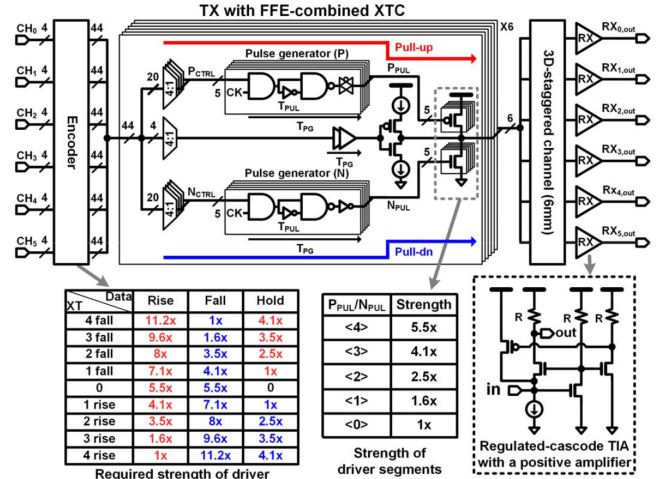 TX with FFE-combined XTC
X6
CH0 4
44
CH1 4
44
CH2 4
44
CH3 4
44
CH4 4
44
CH5 4
44
Encoder
44
20
4:1
PCTRL
5
Pulse generator (P)
CK
TPUL
TPG
Pull-up
PPUL
5
4
4:1
TPG
20
4:1
NCTRL
5
Pulse generator (N)
CK
TPUL
TPG
Pull-dn
5
NPUL
6
3D-staggered channel (6mm)
RX
RX0,out
RX
RX1,out
RX
RX2,out
RX
RX3,out
RX
Rx4,out
RX
RX5,out
XT Data Rise Fall Hold
4 fall 11.2x 1x 4.1x
3 fall 9.6x 1.6x 3.5x
2 fall 8x 3.5x 2.5x
1 fall 7.1x 4.1x 1x
0 5.5x 5.5x 0
1 rise 4.1x 7.1x 1x
2 rise 3.5x 8x 2.5x
3 rise 1.6x 9.6x 3.5x
4 rise 1x 11.2x 4.1x
Required strength of driver
PPUL/NPUL Strength
<4> 5.5x
<3> 4.1x
<2> 2.5x
<1> 1.6x
<0> 1x
Strength of
driver segments
R
out
R
R
in
Regulated-cascode TIA
with a positive amplifier